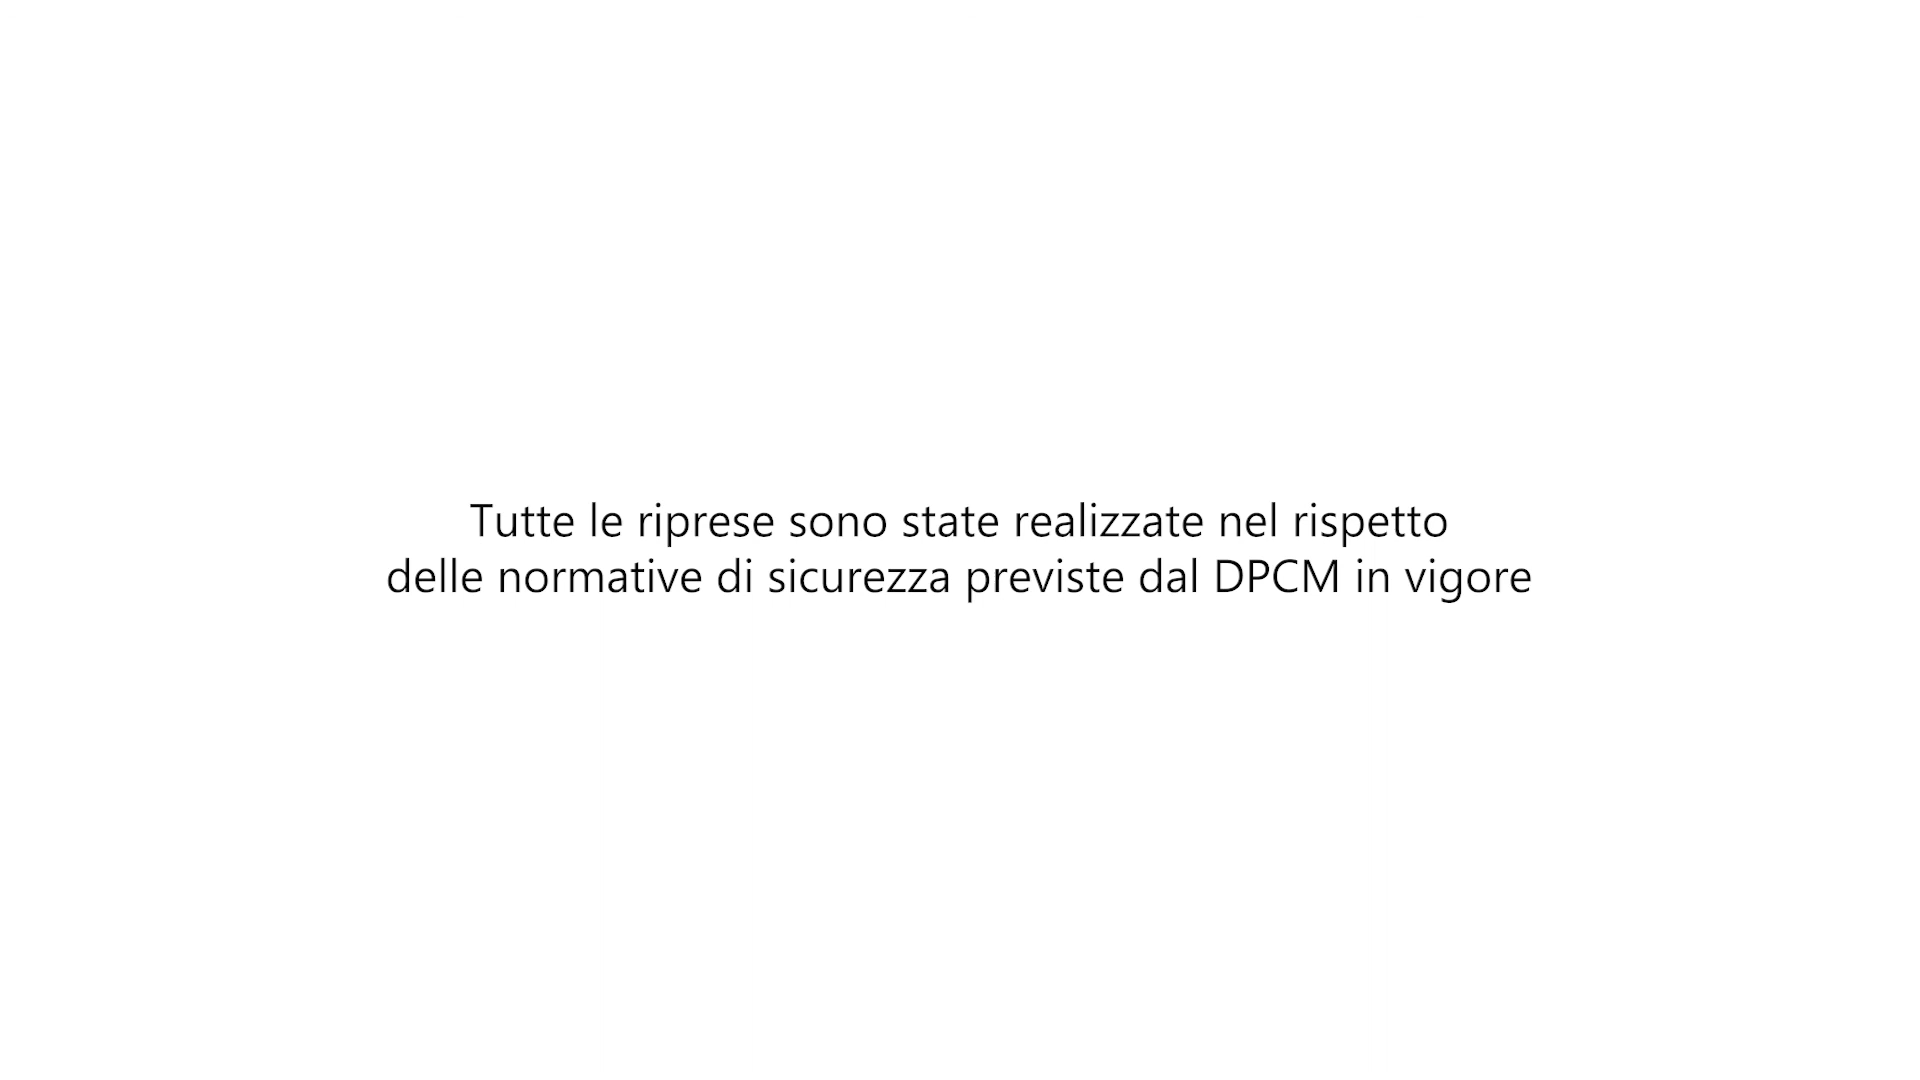 Tutte le riprese sono state realizzate nel rispetto
delle normative di sicurezza previste dal DPCM in vigore